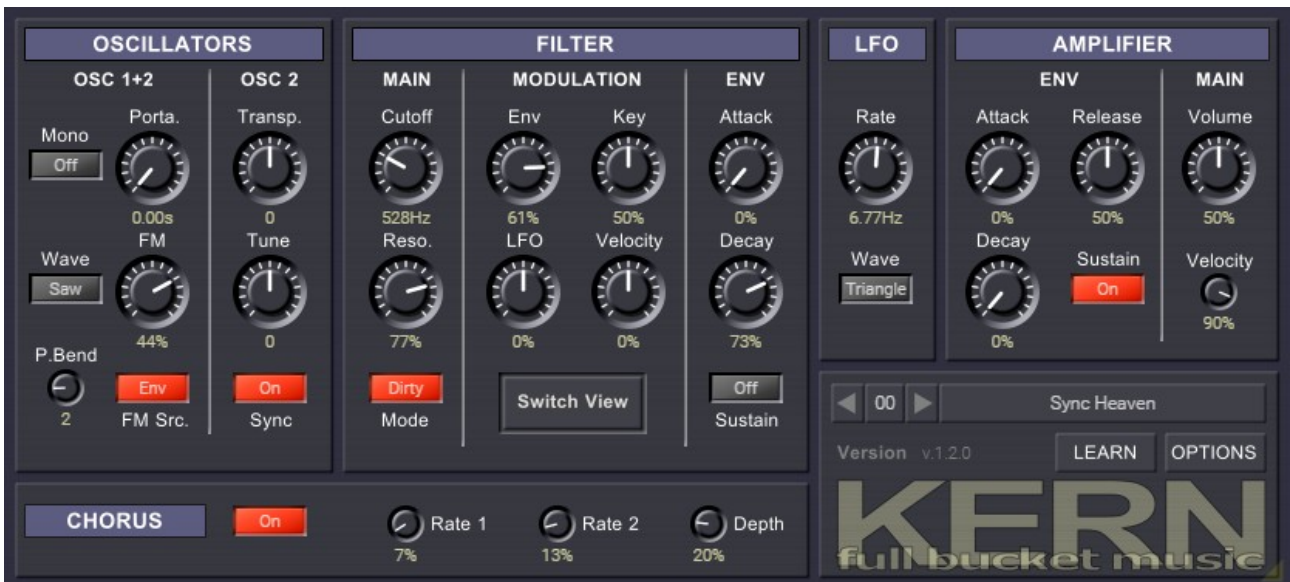 OSCILLATORS
OSC 1+2
OSC 2
Porta.
Transp.
Mono
Off
0.00s
0
FM
Tune
Wave
Saw
44%
0
P.Bend
2
Env
FM Src.
On
Sync
FILTER
MAIN
MODULATION
ENV
Cutoff
Env
Key
Attack
528Hz
61%
50%
0%
Reso.
LFO
Velocity
Decay
77%
0%
0%
73%
Dirty
Mode
Switch View
Off
Sustain
LFO
Rate
6.77Hz
Wave
Triangle
AMPLIFIER
ENV
MAIN
Attack
Release
Volume
0%
50%
50%
Decay
Sustain
On
Velocity
0%
90%
00
Sync Heaven
Version v.1.2.0
LEARN
OPTIONS
KERN
full bucket music
CHORUS
On
Rate 1
7%
Rate 2
13%
Depth
20%